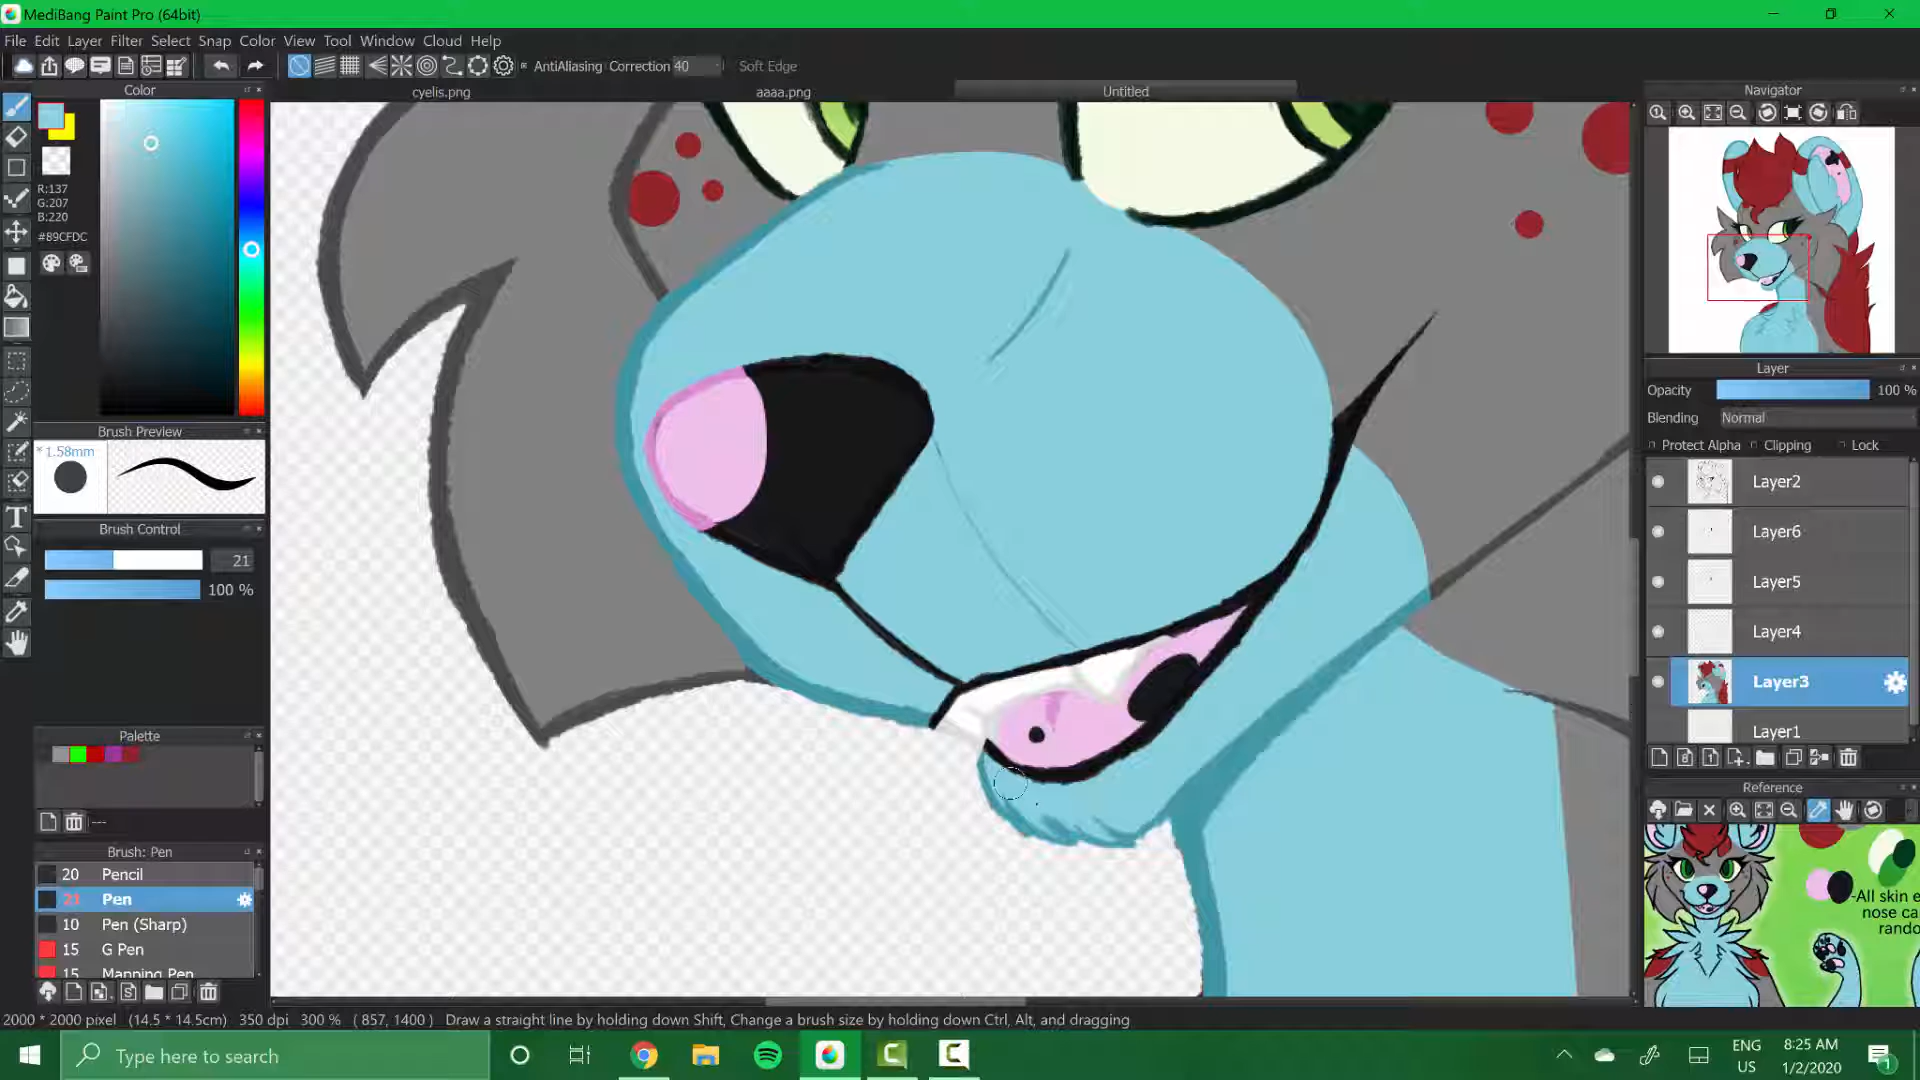 MediBang Paint Pro (64bit)
File Edit Layer Filter Select Snap Color View Tool Window Cloud Help
AntiAliasing Correction 40 Soft Edge
Color
cyelis.png aaaa.png Untitled
Navigator
R:137
G:207
B:220
#89CFDC
Layer
Opacity 100 %
Blending Normal
Protect Alpha Clipping Lock
Brush Preview
* 1.58mm
Layer2
Layer6
Brush Control
21
100 %
Layer5
Layer4
Layer3
Layer1
Palette
---
Reference
Brush: Pen
20 Pencil
21 Pen
10 Pen (Sharp)
15 G Pen
15 Mapping Pen
-All skin e
nose ca
rando
2000 * 2000 pixel (14.5 * 14.5cm) 350 dpi 300 % ( 857, 1400 ) Draw a straight line by holding down Shift, Change a brush size by holding down Ctrl, Alt, and dragging
Type here to search
ENG
US
8:25 AM
1/2/2020
1